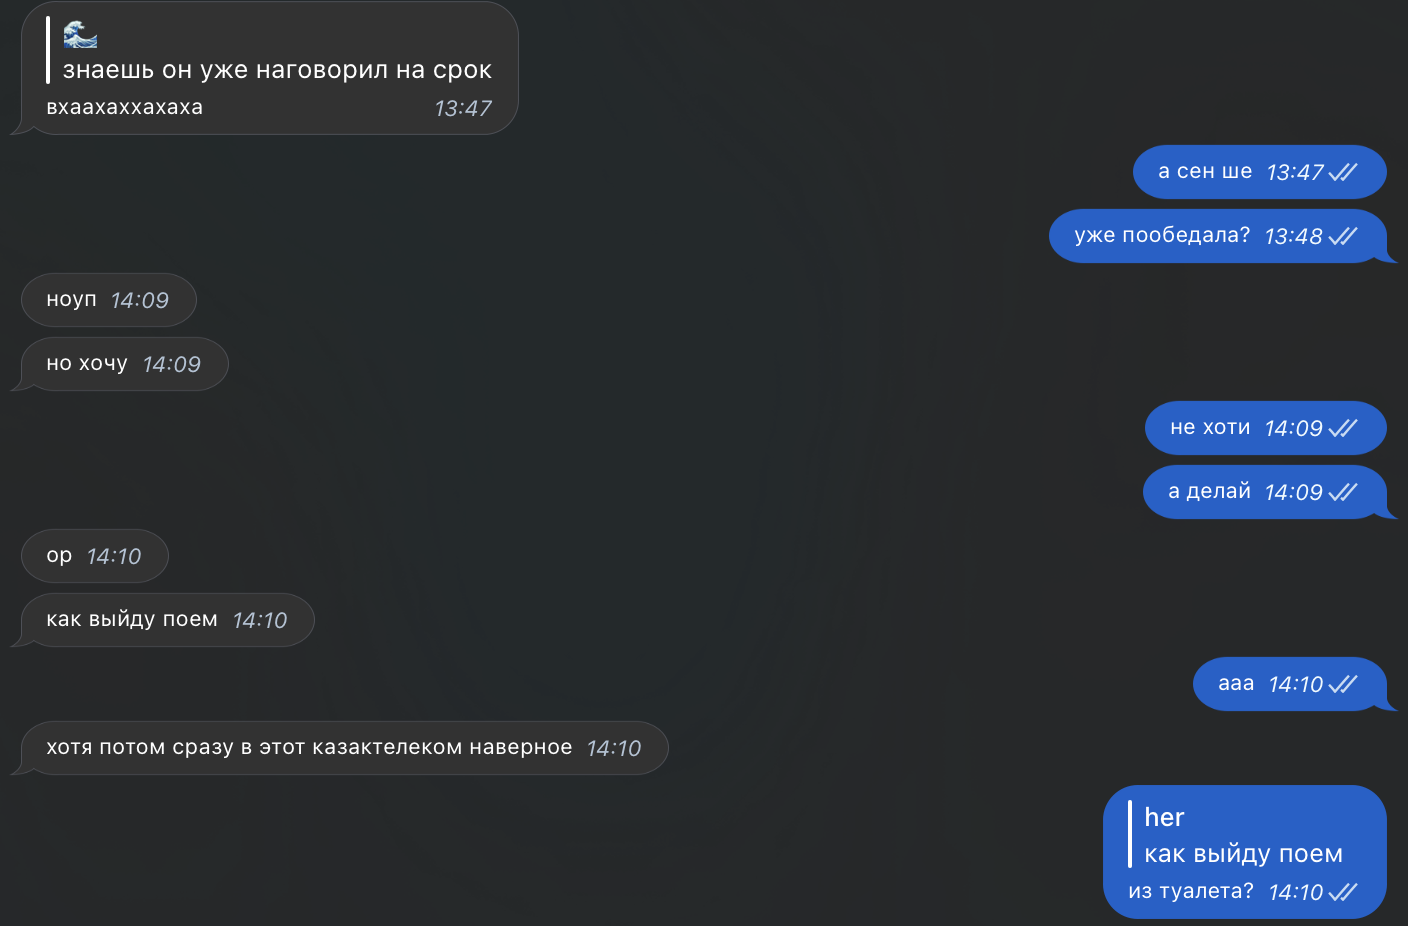 🌊
знаешь он уже наговорил на срок
вхаахаххахаха 13:47
а сен ше 13:47
уже пообедала? 13:48
ноуп 14:09
но хочу 14:09
не хоти 14:09
а делай 14:09
ор 14:10
как выйду поем 14:10
ааа 14:10
хотя потом сразу в этот казактелеком наверное 14:10
her
как выйду поем
из туалета? 14:10